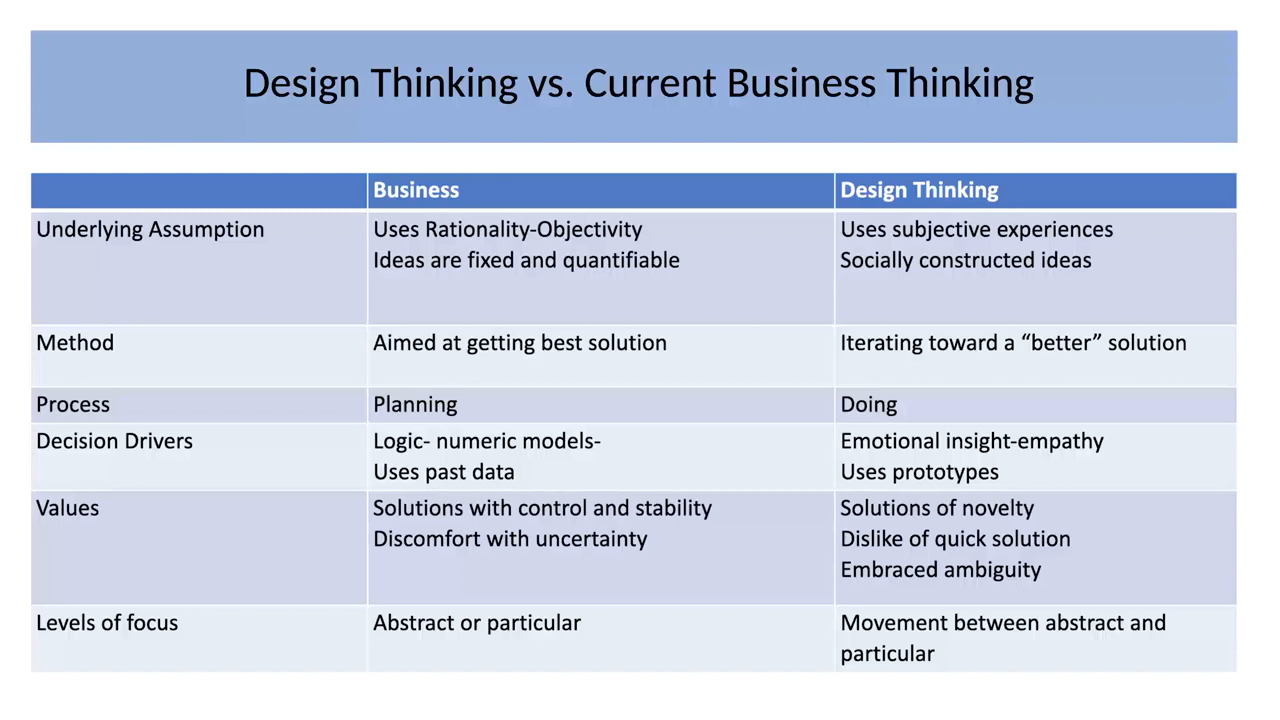 Design Thinking vs. Current Business Thinking
Business
Design Thinking
Underlying Assumption
Uses Rationality-Objectivity
Ideas are fixed and quantifiable
Uses subjective experiences
Socially constructed ideas
Method
Aimed at getting best solution
Iterating toward a “better” solution
Process
Planning
Doing
Decision Drivers
Logic- numeric models-
Uses past data
Emotional insight-empathy
Uses prototypes
Values
Solutions with control and stability
Discomfort with uncertainty
Solutions of novelty
Dislike of quick solution
Embraced ambiguity
Levels of focus
Abstract or particular
Movement between abstract and
particular